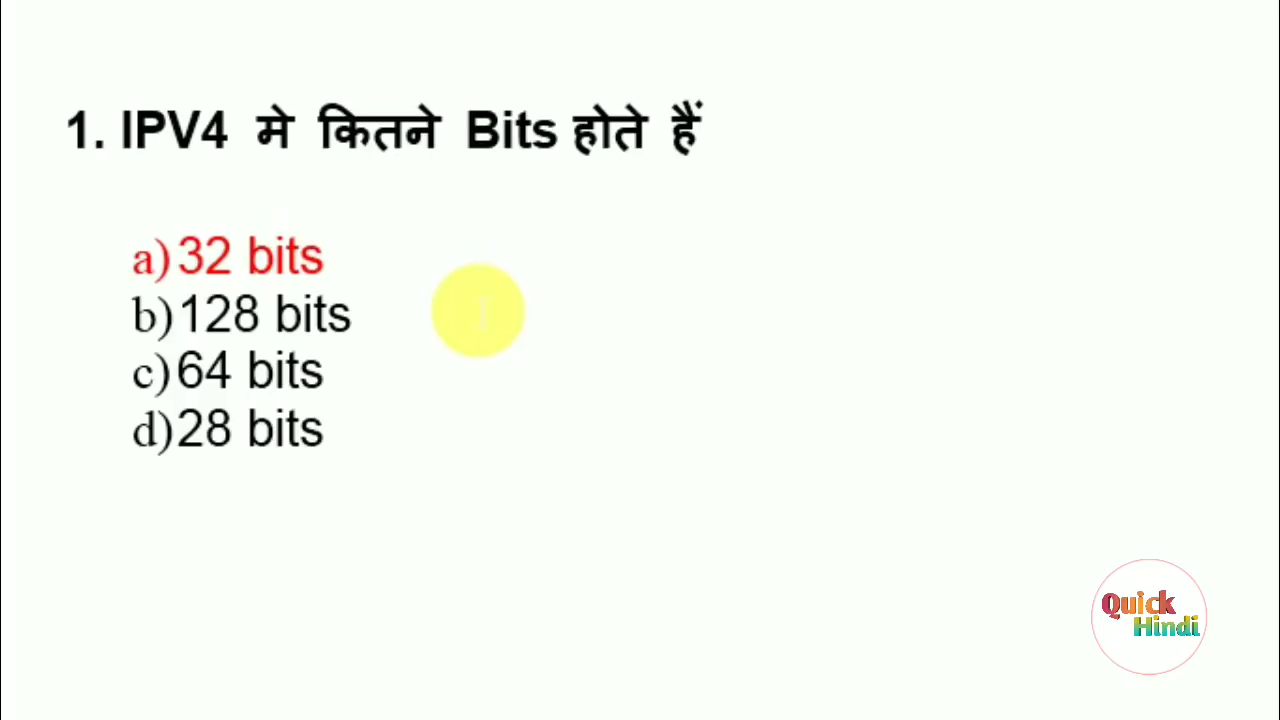 1. IPV4 मे कितने Bits होते हैं
a) 32 bits
b) 128 bits
c) 64 bits
d) 28 bits
Quick
Hindi